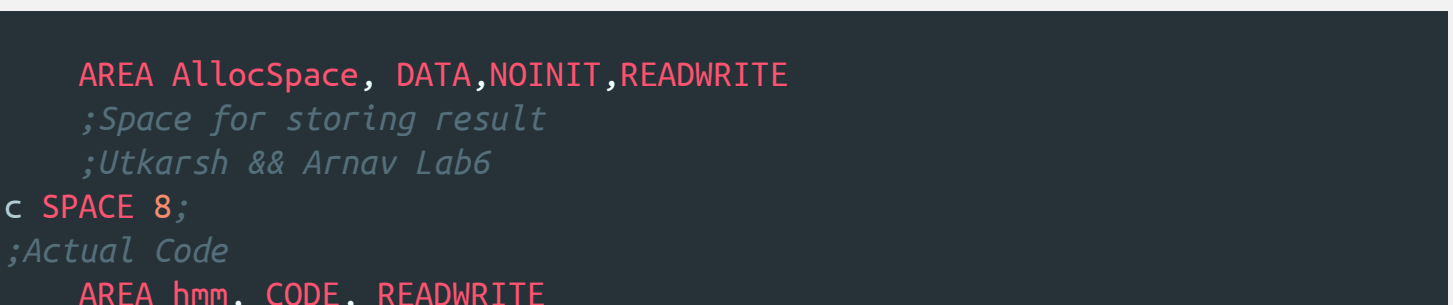 AREA AllocSpace, DATA,NOINIT,READWRITE
;Space for storing result
;Utkarsh && Arnav Lab6
c SPACE 8;
;Actual Code
AREA hmm, CODE, READWRITE